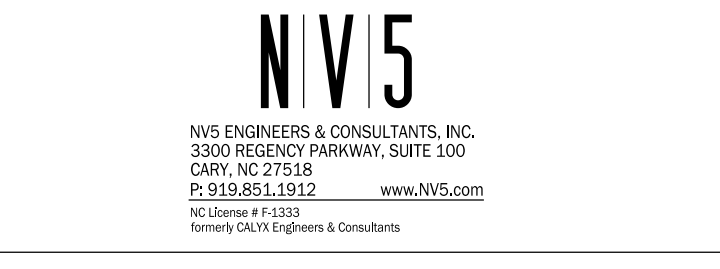 N|V|5
NV5 ENGINEERS & CONSULTANTS, INC.
3300 REGENCY PARKWAY, SUITE 100
CARY, NC 27518
P: 919.851.1912 www.NV5.com
NC License # F-1333
formerly CALYX Engineers & Consultants